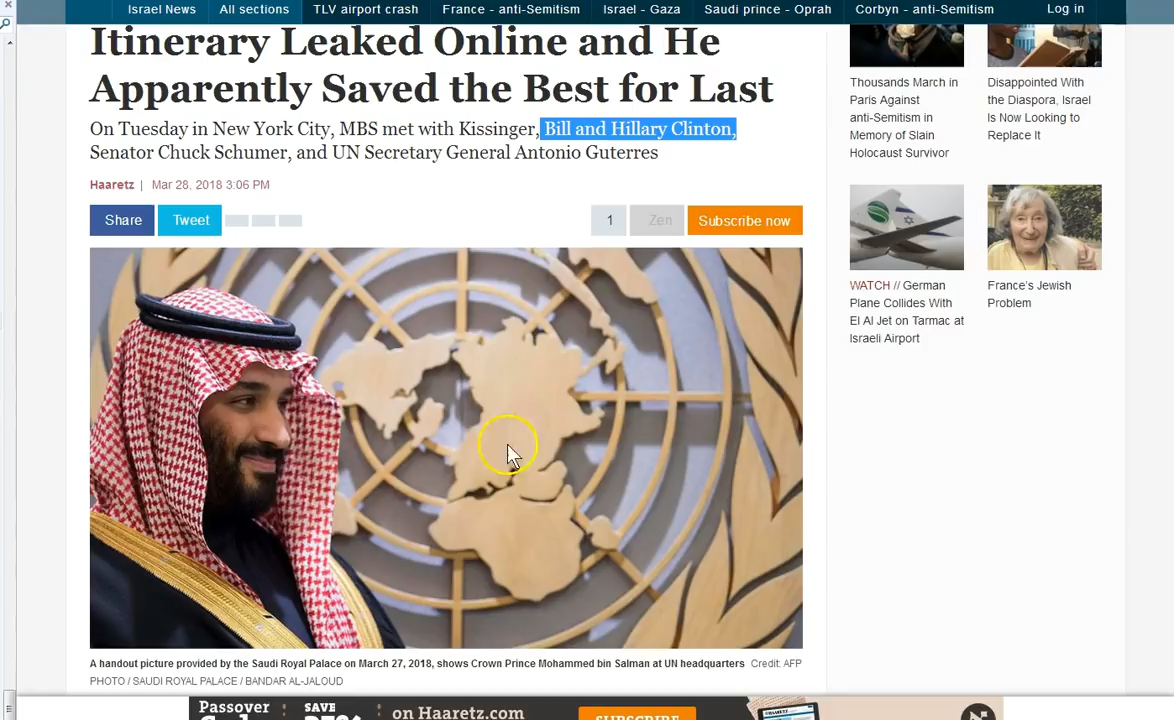 Israel News All sections TLV airport crash France - anti-Semitism Israel - Gaza Saudi prince - Oprah Corbyn - anti-Semitism Log in
Itinerary Leaked Online and He
Apparently Saved the Best for Last
On Tuesday in New York City, MBS met with Kissinger, Bill and Hillary Clinton,
Senator Chuck Schumer, and UN Secretary General Antonio Guterres
Haaretz | Mar 28, 2018 3:06 PM
Share Tweet 1 Zen Subscribe now
A handout picture provided by the Saudi Royal Palace on March 27, 2018, shows Crown Prince Mohammed bin Salman at UN headquarters Credit: AFP
PHOTO / SAUDI ROYAL PALACE / BANDAR AL-JALOUD
Thousands March in
Paris Against
anti-Semitism in
Memory of Slain
Holocaust Survivor
Disappointed With
the Diaspora, Israel
Is Now Looking to
Replace It
WATCH // German
Plane Collides With
El Al Jet on Tarmac at
Israeli Airport
France's Jewish
Problem
Passover SAVE on Haaretz.com SUBSCRIBE